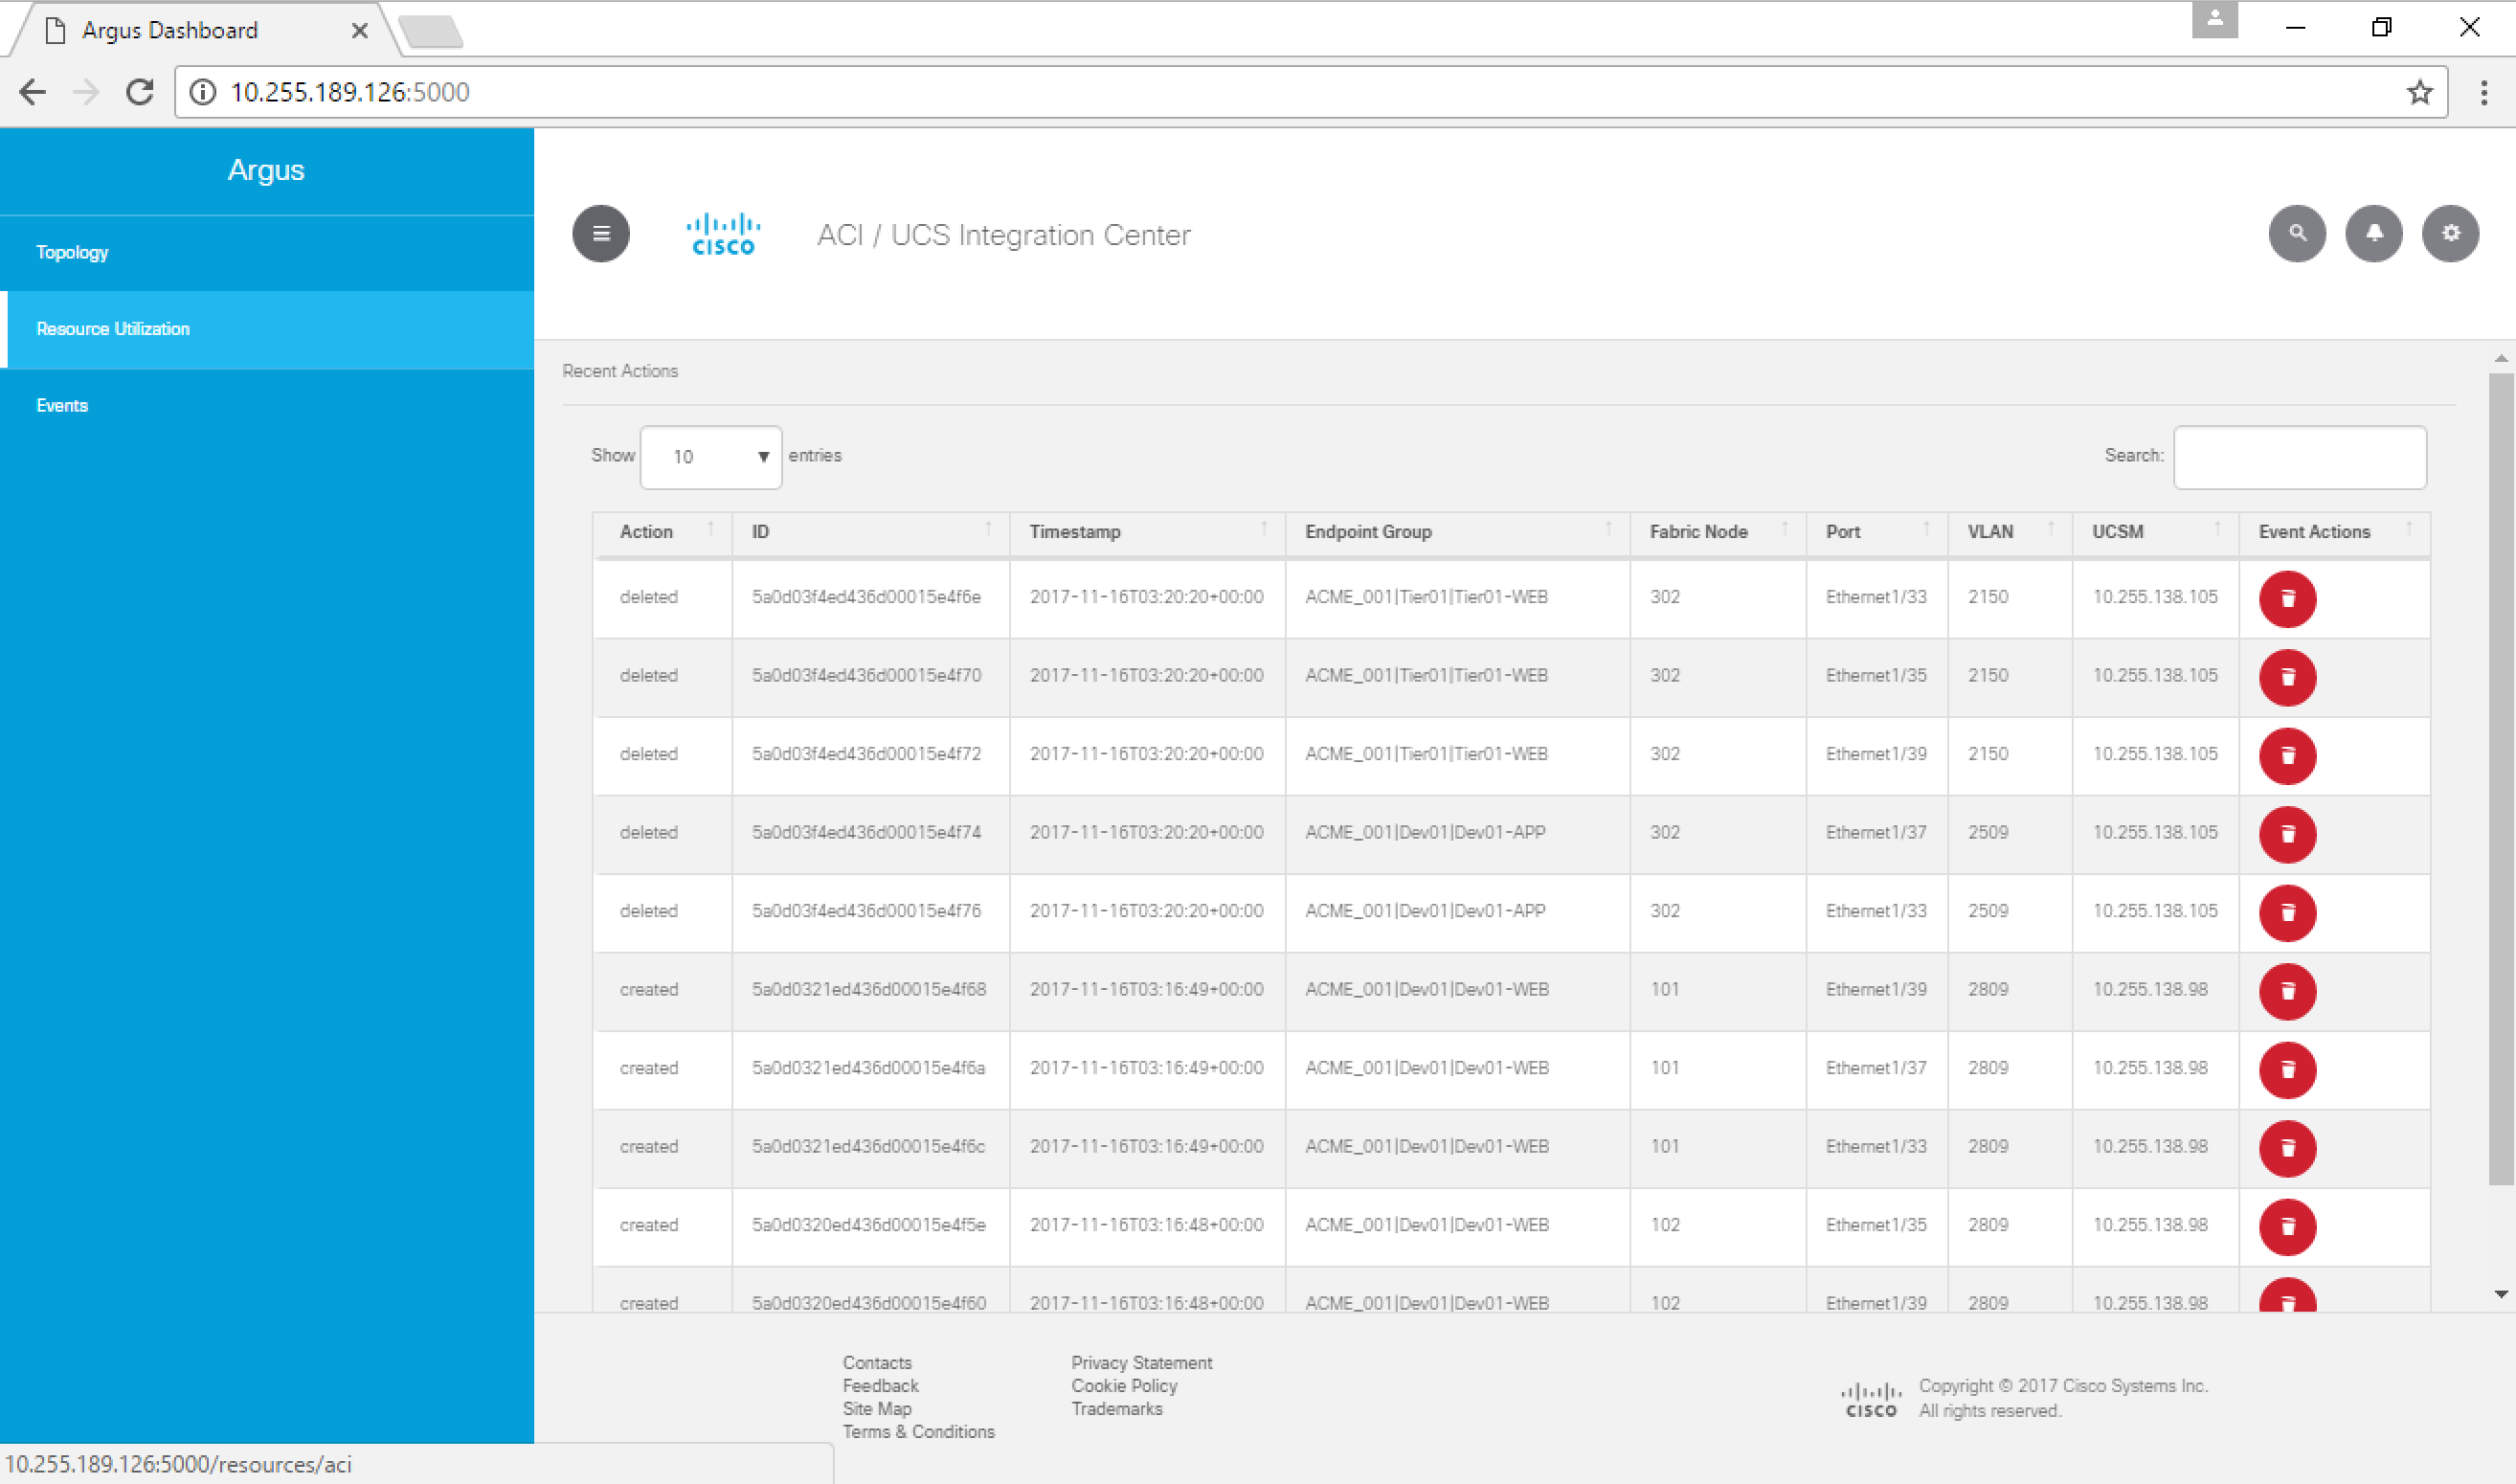 Argus Dashboard
10.255.189.126:5000
Argus
Topology
Resource Utilization
Events
CISCO
ACI / UCS Integration Center
Recent Actions
Show 10 entries
Search:
Action ID Timestamp Endpoint Group Fabric Node Port VLAN UCSM Event Actions
deleted 5a0d03f4ed436d00015e4f6e 2017-11-16T03:20:20+00:00 ACME_001|Tier01|Tier01-WEB 302 Ethernet1/33 2150 10.255.138.105
deleted 5a0d03f4ed436d00015e4f70 2017-11-16T03:20:20+00:00 ACME_001|Tier01|Tier01-WEB 302 Ethernet1/35 2150 10.255.138.105
deleted 5a0d03f4ed436d00015e4f72 2017-11-16T03:20:20+00:00 ACME_001|Tier01|Tier01-WEB 302 Ethernet1/39 2150 10.255.138.105
deleted 5a0d03f4ed436d00015e4f74 2017-11-16T03:20:20+00:00 ACME_001|Dev01|Dev01-APP 302 Ethernet1/37 2509 10.255.138.105
deleted 5a0d03f4ed436d00015e4f76 2017-11-16T03:20:20+00:00 ACME_001|Dev01|Dev01-APP 302 Ethernet1/33 2509 10.255.138.105
created 5a0d0321ed436d00015e4f68 2017-11-16T03:16:49+00:00 ACME_001|Dev01|Dev01-WEB 101 Ethernet1/39 2809 10.255.138.98
created 5a0d0321ed436d00015e4f6a 2017-11-16T03:16:49+00:00 ACME_001|Dev01|Dev01-WEB 101 Ethernet1/37 2809 10.255.138.98
created 5a0d0321ed436d00015e4f6c 2017-11-16T03:16:49+00:00 ACME_001|Dev01|Dev01-WEB 101 Ethernet1/33 2809 10.255.138.98
created 5a0d0320ed436d00015e4f5e 2017-11-16T03:16:48+00:00 ACME_001|Dev01|Dev01-WEB 102 Ethernet1/35 2809 10.255.138.98
created 5a0d0320ed436d00015e4f60 2017-11-16T03:16:48+00:00 ACME_001|Dev01|Dev01-WEB 102 Ethernet1/39 2809 10.255.138.98
Contacts
Feedback
Site Map
Terms & Conditions
Privacy Statement
Cookie Policy
Trademarks
CISCO
Copyright © 2017 Cisco Systems Inc.
All rights reserved.
10.255.189.126:5000/resources/aci